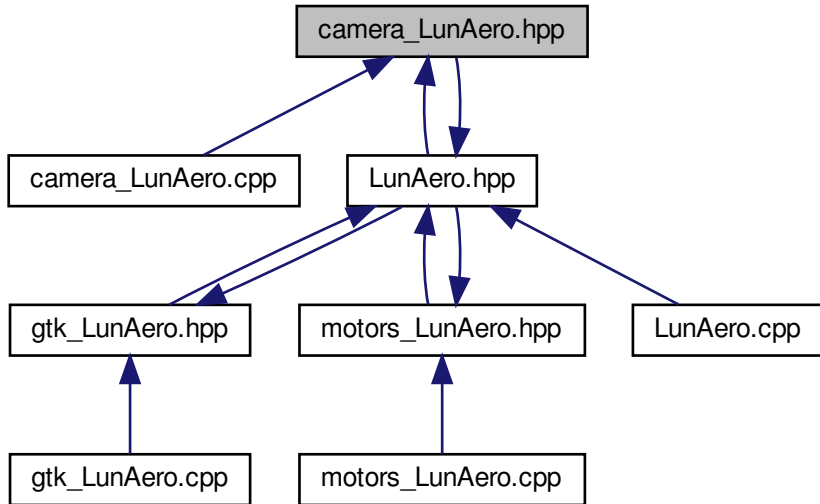 camera_LunAero.hpp
camera_LunAero.cpp
LunAero.hpp
gtk_LunAero.hpp
motors_LunAero.hpp
LunAero.cpp
gtk_LunAero.cpp
motors_LunAero.cpp